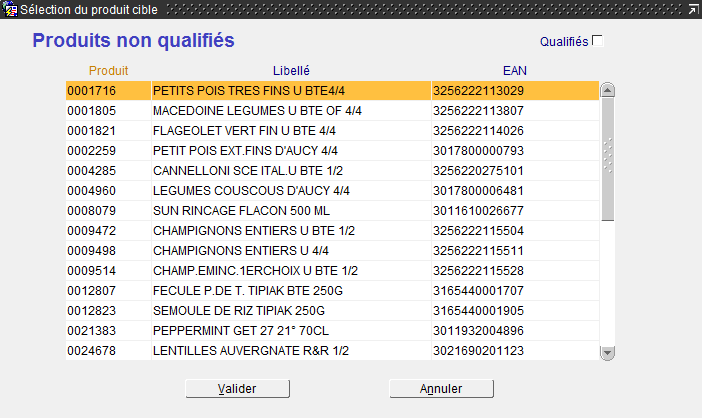 Sélection du produit cible
Produits non qualifiés
Qualifiés
Produit Libellé EAN
0001716 PETITS POIS TRES FINS U BTE4/4 3256222113029
0001805 MACEDOINE LEGUMES U BTE OF 4/4 3256222113807
0001821 FLAGEOLET VERT FIN U BTE 4/4 3256222114026
0002259 PETIT POIS EXT.FINS D'AUCY 4/4 3017800000793
0004285 CANNELLONI SCE ITAL.U BTE 1/2 3256220275101
0004960 LEGUMES COUSCOUS D'AUCY 4/4 3017800006481
0008079 SUN RINCAGE FLACON 500 ML 3011610026677
0009472 CHAMPIGNONS ENTIERS U BTE 1/2 3256222115504
0009498 CHAMPIGNONS ENTIERS U 4/4 3256222115511
0009514 CHAMP.EMINC.1ERCHOIX U BTE 1/2 3256222115528
0012807 FECULE P.DE T. TIPIAK BTE 250G 3165440001707
0012823 SEMOULE DE RIZ TIPIAK 250G 3165440001905
0021383 PEPPERMINT GET 27 21° 70CL 3011932004896
0024678 LENTILLES AUVERGNATE R&R 1/2 3021690201123
Valider Annuler